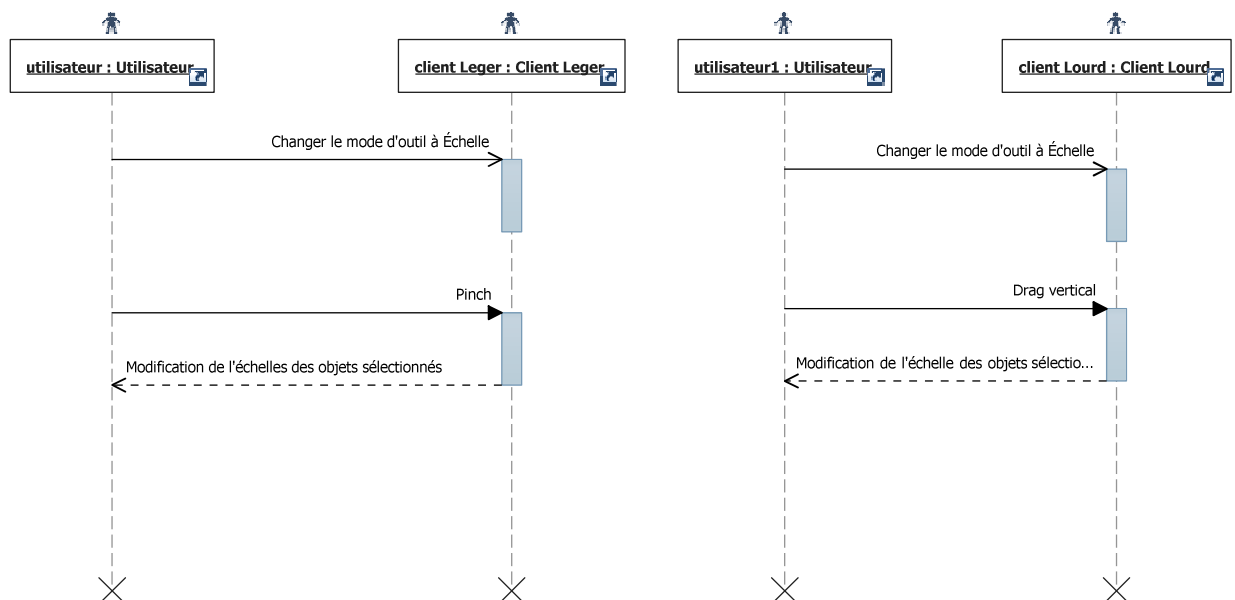 utilisateur : Utilisateur
client Leger : Client Leger
utilisateur1 : Utilisateur
client Lourd : Client Lourd
Changer le mode d'outil à Échelle
Changer le mode d'outil à Échelle
Pinch
Drag vertical
Modification de l'échelles des objets sélectionnés
Modification de l'échelle des objets sélectio...